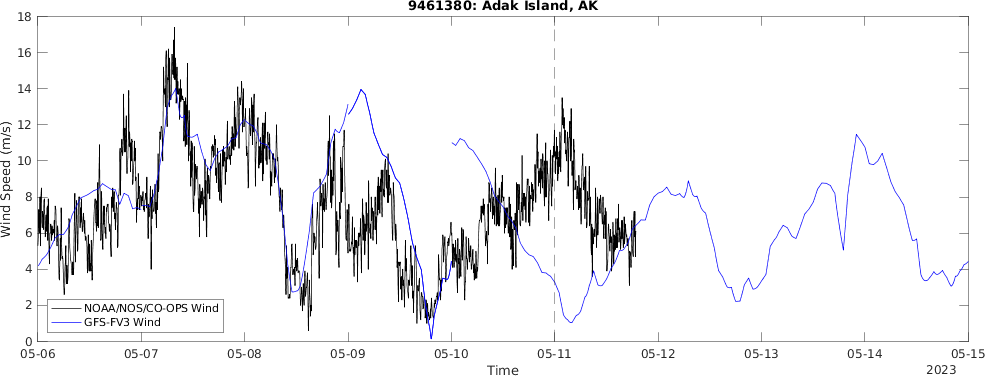 9461380: Adak Island, AK
Wind Speed (m/s)
18
16
14
12
10
8
6
4
2
0
NOAA/NOS/CO-OPS Wind
GFS-FV3 Wind
05-06 05-07 05-08 05-09 05-10 05-11 05-12 05-13 05-14 05-15
Time
2023